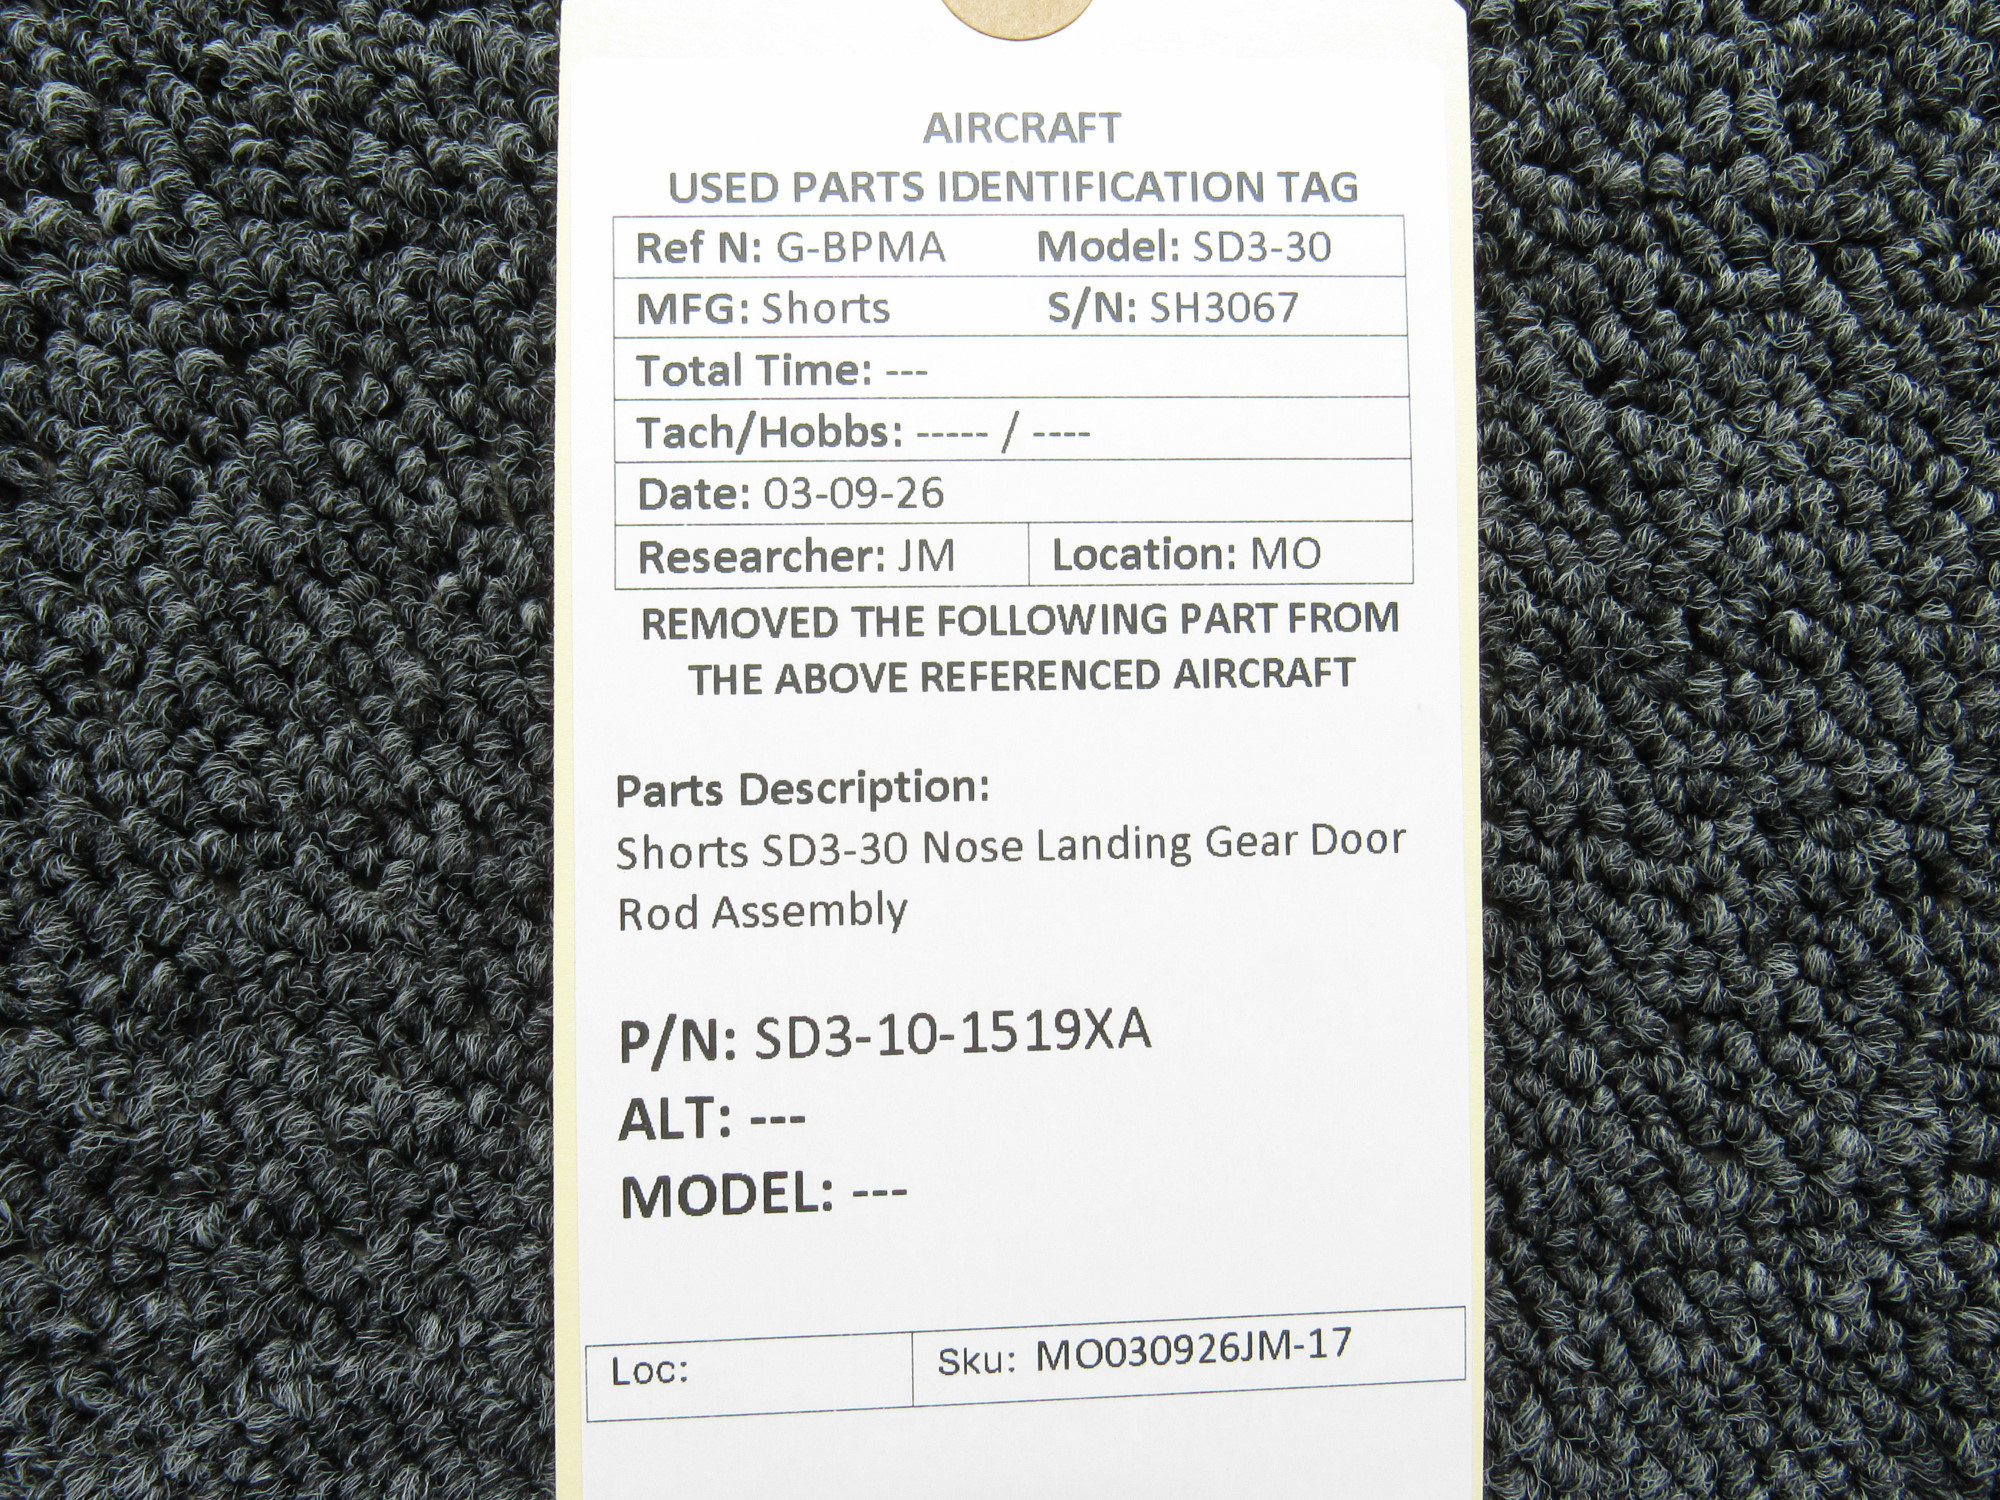 AIRCRAFT
USED PARTS IDENTIFICATION TAG
Ref N: G-BPMA Model: SD3-30
MFG: Shorts S/N: SH3067
Total Time: ---
Tach/Hobbs: ----- / ----
Date: 03-09-26
Researcher: JM Location: MO
REMOVED THE FOLLOWING PART FROM
THE ABOVE REFERENCED AIRCRAFT
Parts Description:
Shorts SD3-30 Nose Landing Gear Door
Rod Assembly
P/N: SD3-10-1519XA
ALT: ---
MODEL: ---
Loc: Sku: MO030926JM-17